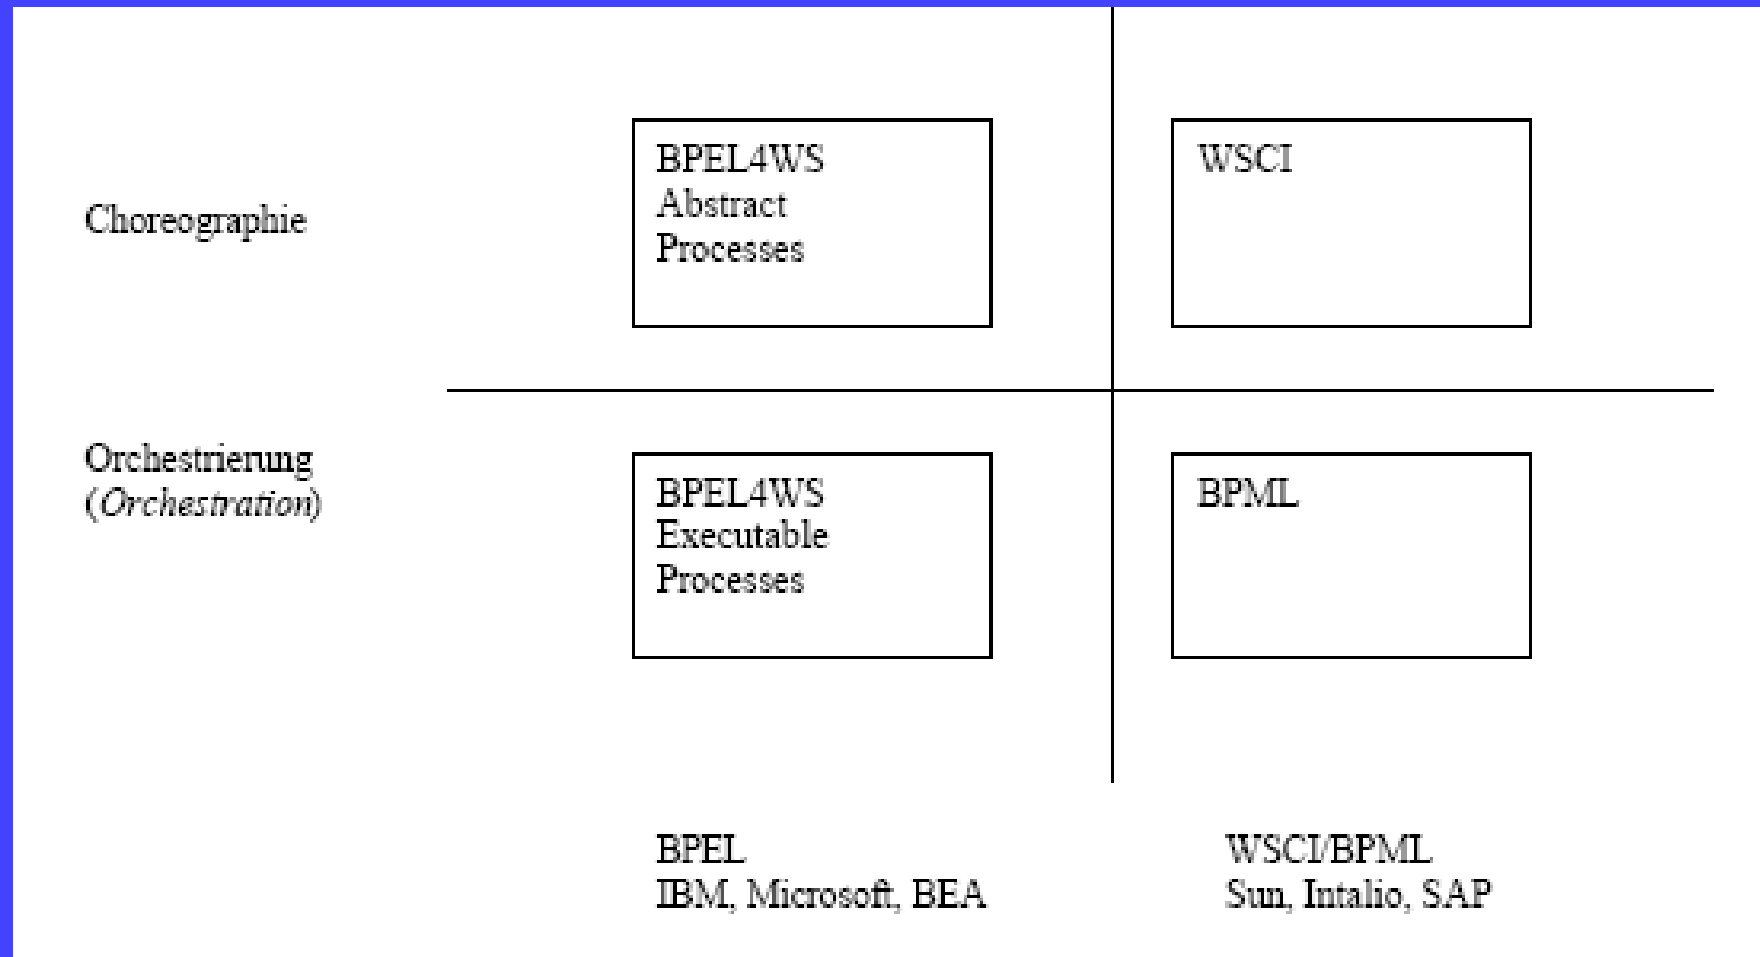 Choreographie
BPEL4WS
Abstract
Processes
WSCI
Orchestrierung
(Orchestration)
BPEL4WS
Executable
Processes
BPML
BPEL
IBM, Microsoft, BEA
WSCI/BPML
Sun, Intalio, SAP